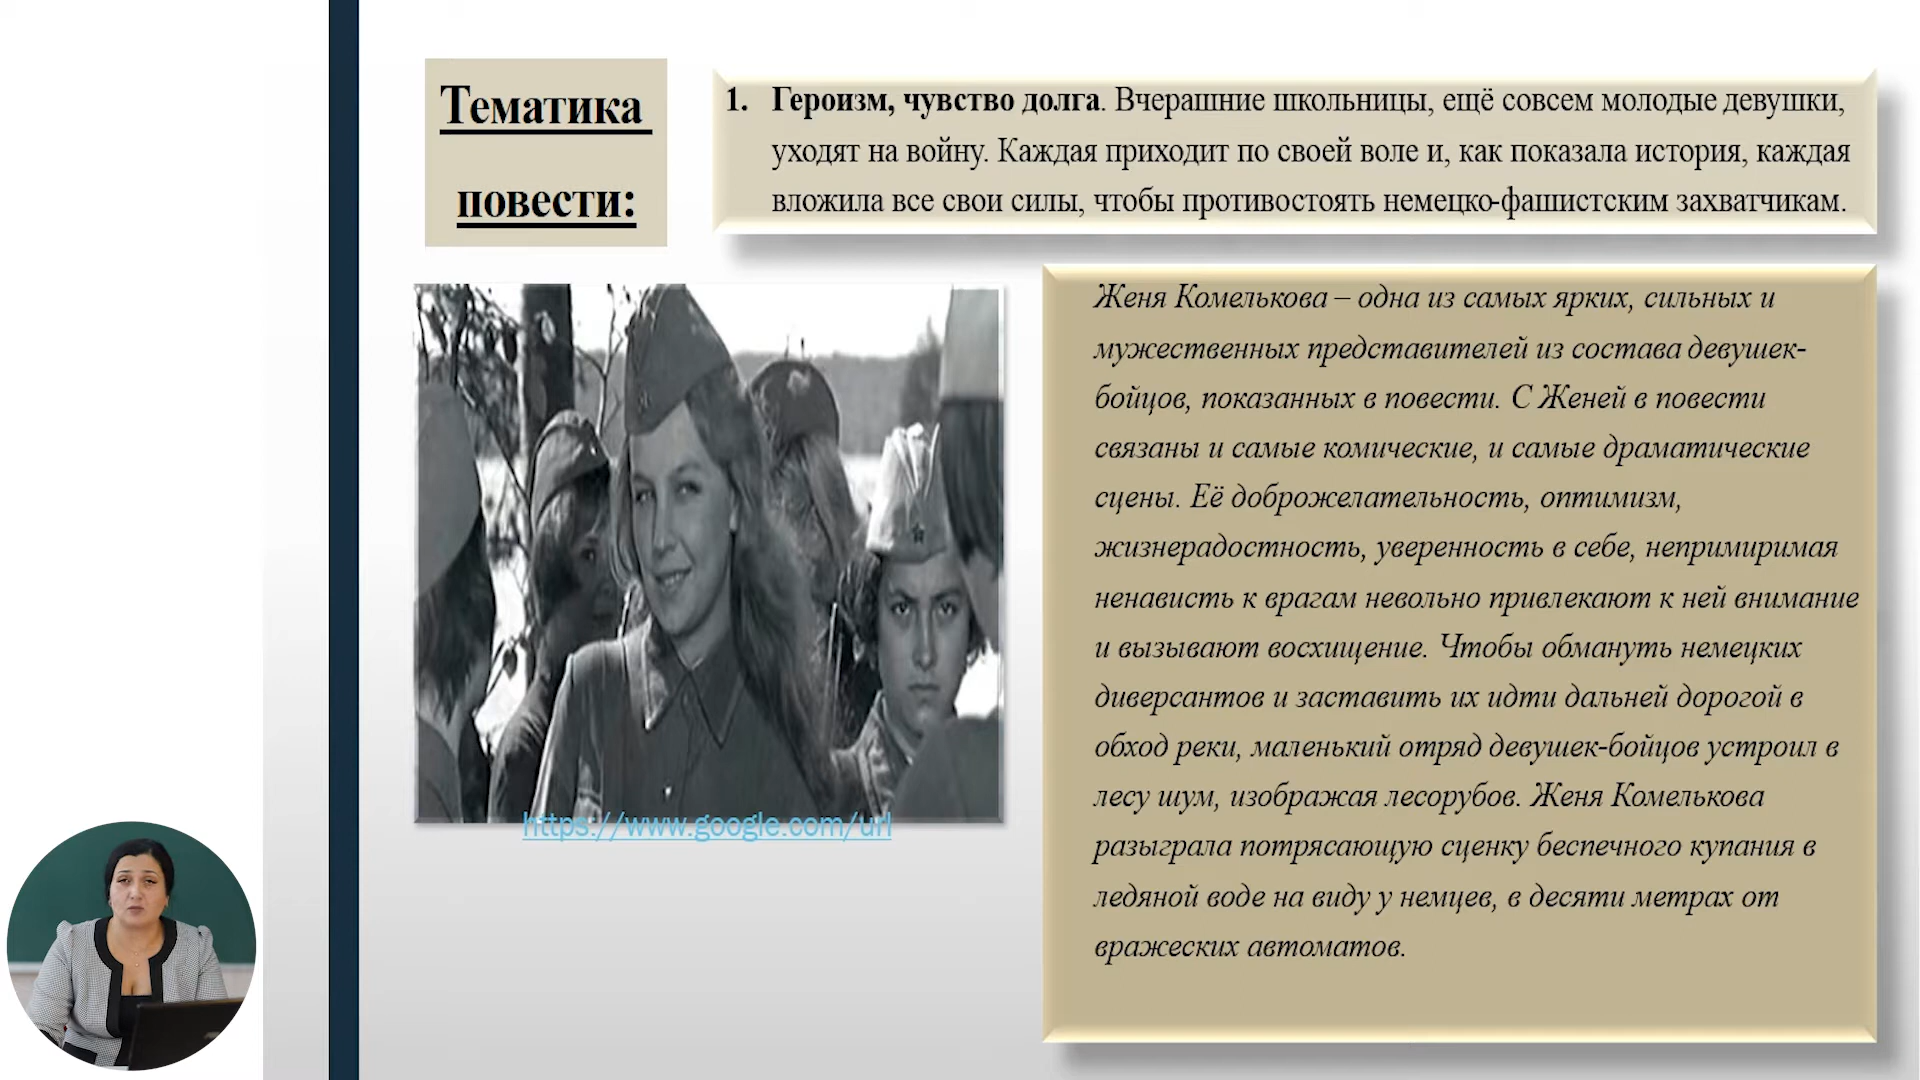 Тематика
повести:
1. Героизм, чувство долга. Вчерашние школьницы, ещё совсем молодые девушки,
уходят на войну. Каждая приходит по своей воле и, как показала история, каждая
вложила все свои силы, чтобы противостоять немецко-фашистским захватчикам.
Женя Комелькова – одна из самых ярких, сильных и
мужественных представителей из состава девушек-
бойцов, показанных в повести. С Женей в повести
связаны и самые комические, и самые драматические
сцены. Её доброжелательность, оптимизм,
жизнерадостность, уверенность в себе, непримиримая
ненависть к врагам невольно привлекают к ней внимание
и вызывают восхищение. Чтобы обмануть немецких
диверсантов и заставить их идти дальней дорогой в
обход реки, маленький отряд девушек-бойцов устроил в
лесу шум, изображая лесорубов. Женя Комелькова
разыграла потрясающую сценку беспечного купания в
ледяной воде на виду у немцев, в десяти метрах от
вражеских автоматов.
https://www.google.com/url